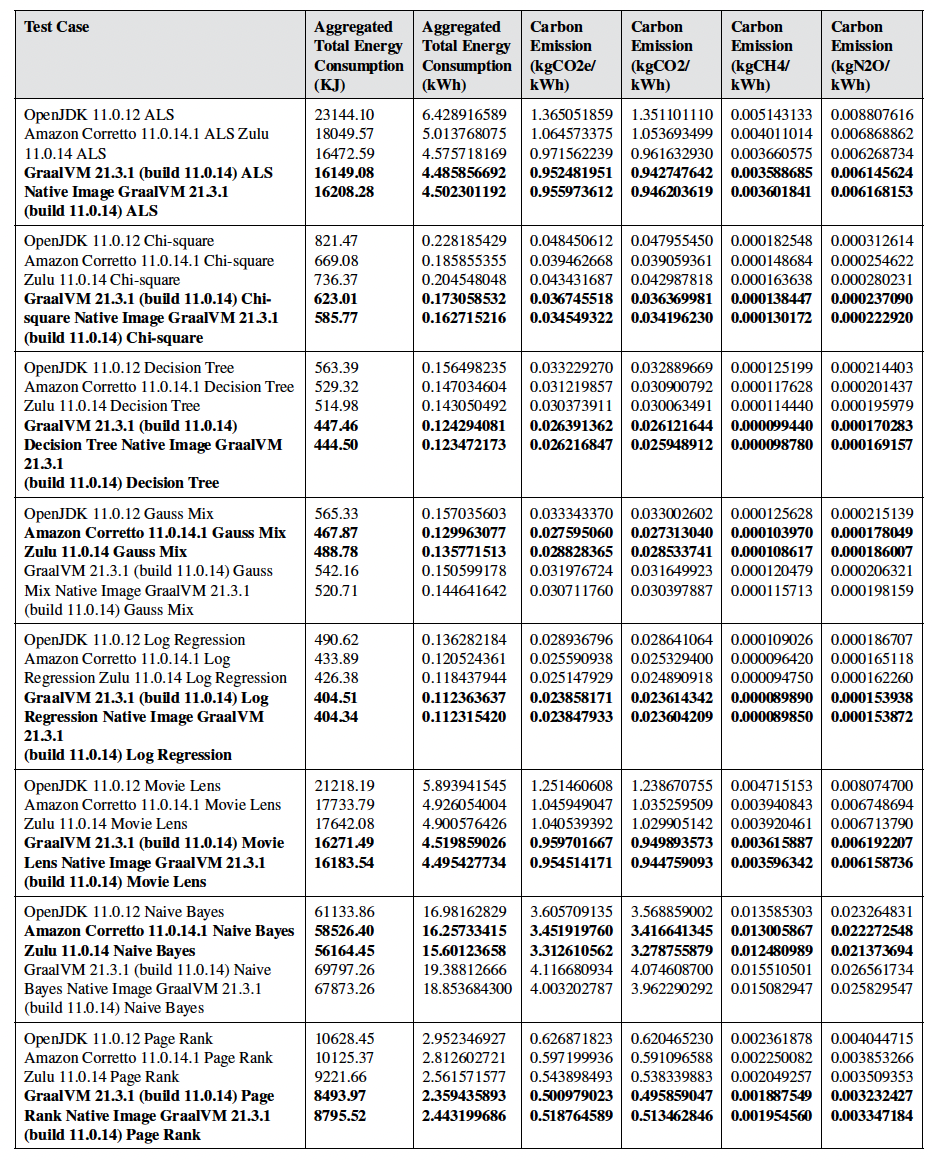 Test Case | Aggregated Total Energy Consumption (KJ) | Aggregated Total Energy Consumption (kWh) | Carbon Emission (kgCO2e/kWh) | Carbon Emission (kgCO2/kWh) | Carbon Emission (kgCH4/kWh) | Carbon Emission (kgN2O/kWh)
OpenJDK 11.0.12 ALS 23144.10 6.428916589 1.365051859 1.351101110 0.005143133 0.008807616
Amazon Corretto 11.0.14.1 ALS Zulu 18049.57 5.013768075 1.064573375 1.053693499 0.004011014 0.006868862
11.0.14 ALS 16472.59 4.575718169 0.971562239 0.961632930 0.003660575 0.006268734
GraalVM 21.3.1 (build 11.0.14) ALS 16149.08 4.485856692 0.952481951 0.942747642 0.003588685 0.006145624
Native Image GraalVM 21.3.1 16208.28 4.502301192 0.955973612 0.946203619 0.003601841 0.006168153
(build 11.0.14) ALS
OpenJDK 11.0.12 Chi-square 821.47 0.228185429 0.048450612 0.047955450 0.000182548 0.000312614
Amazon Corretto 11.0.14.1 Chi-square 669.08 0.185855355 0.039462668 0.039059361 0.000148684 0.000254622
Zulu 11.0.14 Chi-square 736.37 0.204548048 0.043431687 0.042987818 0.000163638 0.000280231
GraalVM 21.3.1 (build 11.0.14) Chi- 623.01 0.173058532 0.036745518 0.036369981 0.000138447 0.000237090
square Native Image GraalVM 21.3.1 585.77 0.162715216 0.034549322 0.034196230 0.000130172 0.000222920
(build 11.0.14) Chi-square
OpenJDK 11.0.12 Decision Tree 563.39 0.156498235 0.033229270 0.032889669 0.000125199 0.000214403
Amazon Corretto 11.0.14.1 Decision Tree 529.32 0.147034604 0.031219857 0.030900792 0.000117628 0.000201437
Zulu 11.0.14 Decision Tree 514.98 0.143050492 0.030373911 0.030063491 0.000114440 0.000195979
GraalVM 21.3.1 (build 11.0.14) 447.46 0.124294081 0.026391362 0.026121644 0.000099440 0.000170283
Decision Tree Native Image GraalVM 444.50 0.123472173 0.026216847 0.025948912 0.000098780 0.000169157
21.3.1
(build 11.0.14) Decision Tree
OpenJDK 11.0.12 Gauss Mix 565.33 0.157035603 0.033343370 0.033002602 0.000125628 0.000215139
Amazon Corretto 11.0.14.1 Gauss Mix 467.87 0.129963077 0.027595060 0.027313040 0.000103970 0.000178049
Zulu 11.0.14 Gauss Mix 488.78 0.135771513 0.028828365 0.028533741 0.000108617 0.000186007
GraalVM 21.3.1 (build 11.0.14) Gauss 542.16 0.150599178 0.031976724 0.031649923 0.000120479 0.000206321
Mix Native Image GraalVM 21.3.1 520.71 0.144641642 0.030711760 0.030397887 0.000115713 0.000198159
(build 11.0.14) Gauss Mix
OpenJDK 11.0.12 Log Regression 490.62 0.136282184 0.028936796 0.028641064 0.000109026 0.000186707
Amazon Corretto 11.0.14.1 Log 433.89 0.120524361 0.025590938 0.025329400 0.000096420 0.000165118
Regression Zulu 11.0.14 Log Regression 426.38 0.118437944 0.025147929 0.024890918 0.000094750 0.000162260
GraalVM 21.3.1 (build 11.0.14) Log 404.51 0.112363637 0.023858171 0.023614342 0.000089890 0.000153938
Regression Native Image GraalVM 404.34 0.112315420 0.023847933 0.023604209 0.000089850 0.000153872
21.3.1
(build 11.0.14) Log Regression
OpenJDK 11.0.12 Movie Lens 21218.19 5.893941545 1.251460608 1.238670755 0.004715153 0.008074700
Amazon Corretto 11.0.14.1 Movie Lens 17733.79 4.926054004 1.045949047 1.035259509 0.003940843 0.006748694
Zulu 11.0.14 Movie Lens 17642.08 4.900576426 1.040539392 1.029905142 0.003920461 0.006713790
GraalVM 21.3.1 (build 11.0.14) Movie 16271.49 4.519859026 0.959701667 0.949893573 0.003615887 0.006192207
Lens Native Image GraalVM 21.3.1 16183.54 4.495427734 0.954514171 0.944759093 0.003596342 0.006158736
(build 11.0.14) Movie Lens
OpenJDK 11.0.12 Naive Bayes 61133.86 16.98162829 3.605709135 3.568859002 0.013585303 0.023264831
Amazon Corretto 11.0.14.1 Naive Bayes 58526.40 16.25733415 3.451919760 3.416641345 0.013005867 0.022272548
Zulu 11.0.14 Naive Bayes 56164.45 15.60123658 3.312610562 3.278755879 0.012480989 0.021373694
GraalVM 21.3.1 (build 11.0.14) Naive 69797.26 19.38812666 4.116680934 4.074608700 0.015510501 0.026561734
Bayes Native Image GraalVM 21.3.1 67873.26 18.853684300 4.003202787 3.962290292 0.015082947 0.025829547
(build 11.0.14) Naive Bayes
OpenJDK 11.0.12 Page Rank 10628.45 2.952346927 0.626871823 0.620465230 0.002361878 0.004044715
Amazon Corretto 11.0.14.1 Page Rank 10125.37 2.812602721 0.597199936 0.591096588 0.002250082 0.003853266
Zulu 11.0.14 Page Rank 9221.66 2.561571577 0.543898493 0.538339883 0.002049257 0.003509353
GraalVM 21.3.1 (build 11.0.14) Page 8493.97 2.359435893 0.500979023 0.495859047 0.001887549 0.003232427
Rank Native Image GraalVM 21.3.1 8795.52 2.443199686 0.518764589 0.513462846 0.001954560 0.003347184
(build 11.0.14) Page Rank